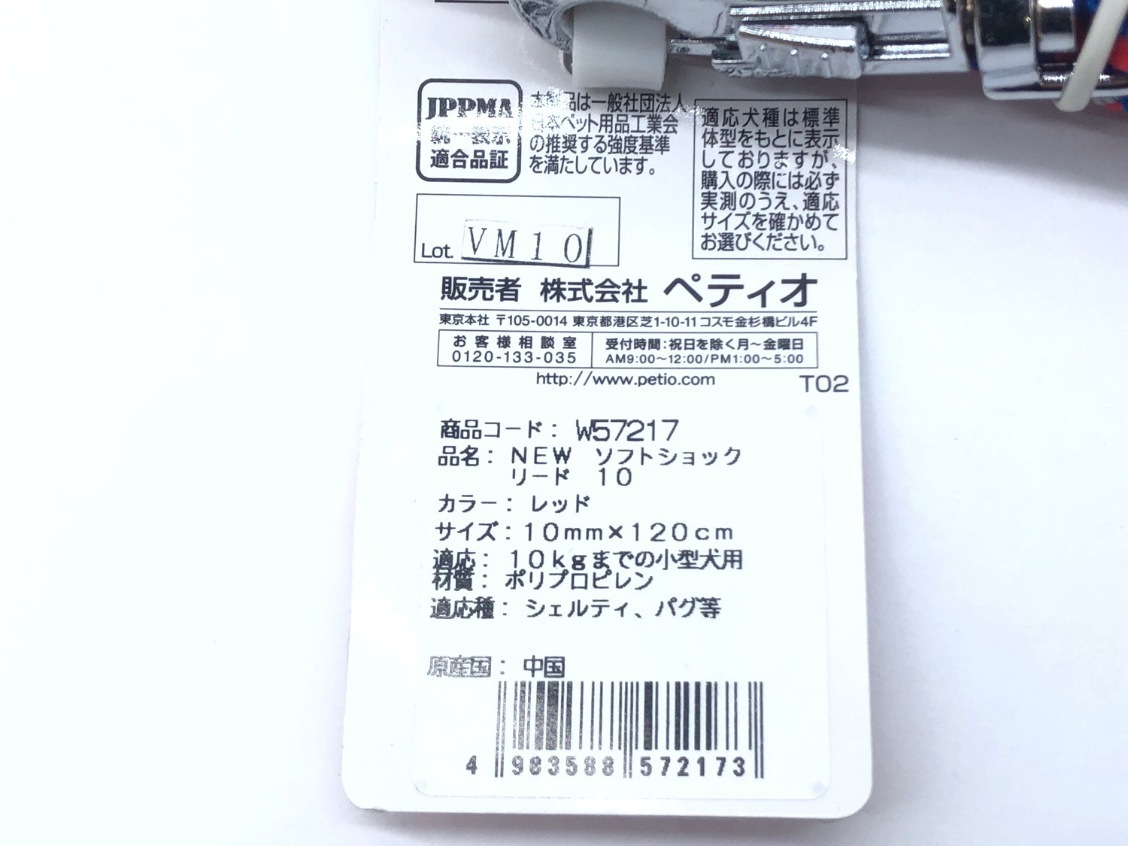 JPPMA
統一表示
適合品証
本製品は一般社団法人
日本ペット用品工業会
の推奨する強度基準
を満たしています。
適応犬種は標準
体型をもとに表示
しておりますが、
購入の際には必ず
実測のうえ、適応
サイズを確かめて
お選びください。
Lot. VM10
販売者 株式会社 ペティオ
東京本社 〒105-0014 東京都港区芝1-10-11 コスモ金杉橋ビル4F
お客様相談室
0120-133-035
受付時間:祝日を除く月～金曜日
AM9:00～12:00/PM1:00～5:00
http://www.petio.com
T02
商品コード: W57217
品名: NEW ソフトショック
リード 10
カラー: レッド
サイズ:10mm×120cm
適応: 10kgまでの小型犬用
材質: ポリプロピレン
適応種: シェルティ、パグ等
原産国: 中国
4 983588 572173